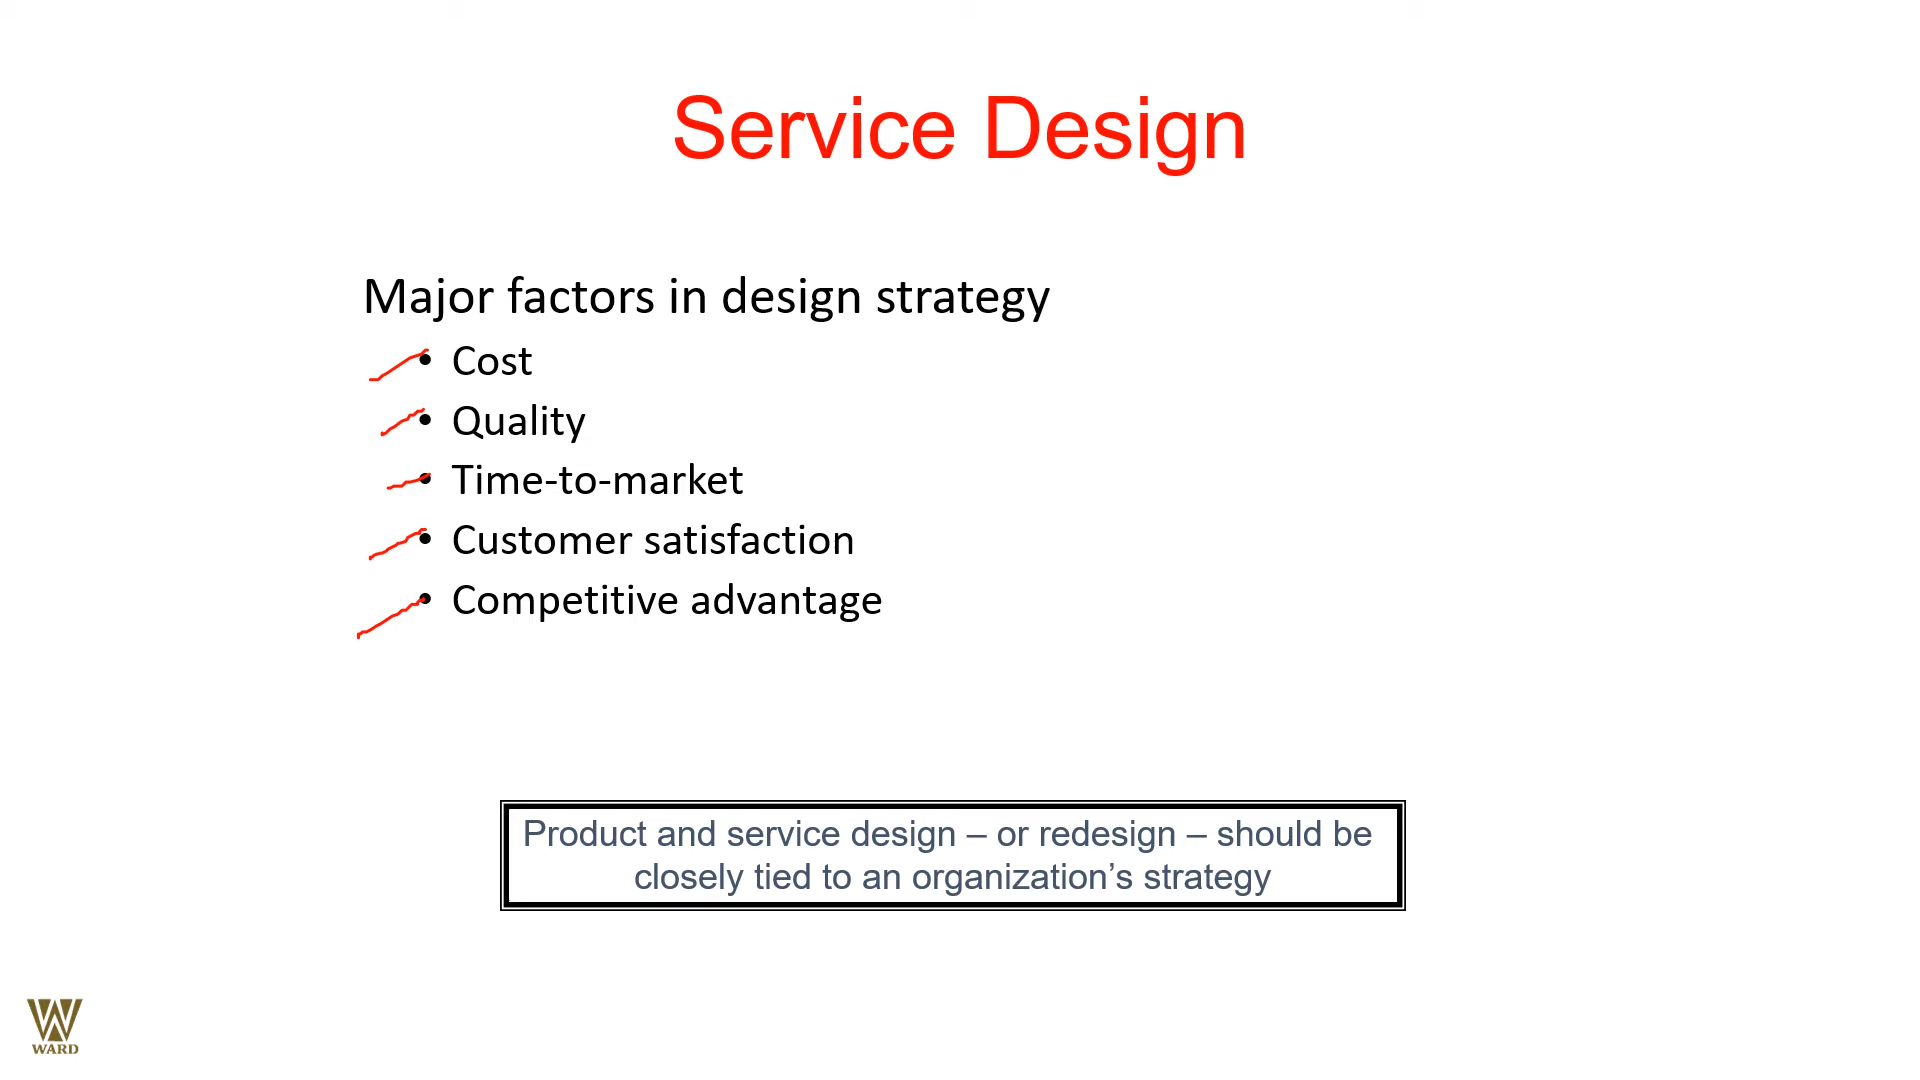 Service Design
Major factors in design strategy
• Cost
• Quality
• Time-to-market
• Customer satisfaction
• Competitive advantage
Product and service design – or redesign – should be
closely tied to an organization’s strategy
WARD